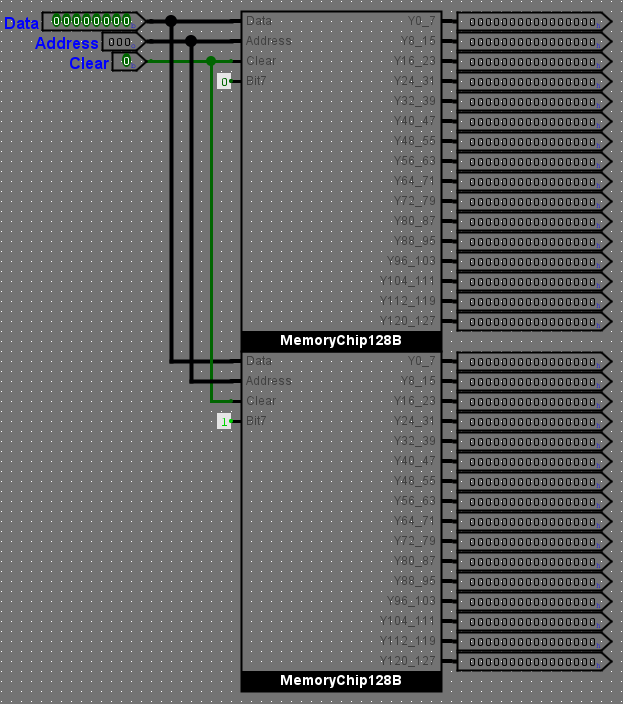 Data 00000000 Data Y0_7 0000000000000000
Address 000 Address Y8_15 0000000000000000
Clear 0 Clear Y16_23 0000000000000000
0 Bit7 Y24_31 0000000000000000
Y32_39 0000000000000000
Y40_47 0000000000000000
Y48_55 0000000000000000
Y56_63 0000000000000000
Y64_71 0000000000000000
Y72_79 0000000000000000
Y80_87 0000000000000000
Y88_95 0000000000000000
Y96_103 0000000000000000
Y104_111 0000000000000000
Y112_119 0000000000000000
Y120_127 0000000000000000
MemoryChip128B
Data Y0_7 0000000000000000
Address Y8_15 0000000000000000
Clear Y16_23 0000000000000000
1 Bit7 Y24_31 0000000000000000
Y32_39 0000000000000000
Y40_47 0000000000000000
Y48_55 0000000000000000
Y56_63 0000000000000000
Y64_71 0000000000000000
Y72_79 0000000000000000
Y80_87 0000000000000000
Y88_95 0000000000000000
Y96_103 0000000000000000
Y104_111 0000000000000000
Y112_119 0000000000000000
Y120_127 0000000000000000
MemoryChip128B